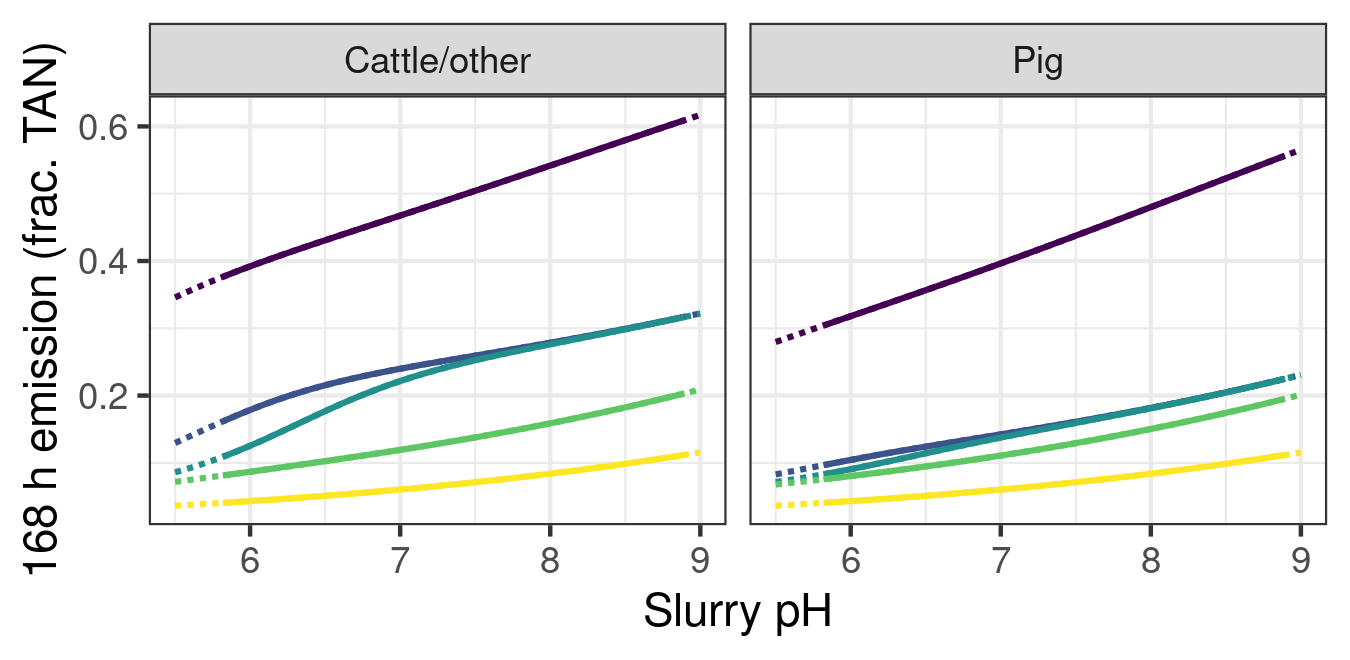 Cattle/other
Pig
168 h emission (frac. TAN)
0.6
0.4
0.2
6 7 8 9
6 7 8 9
Slurry pH